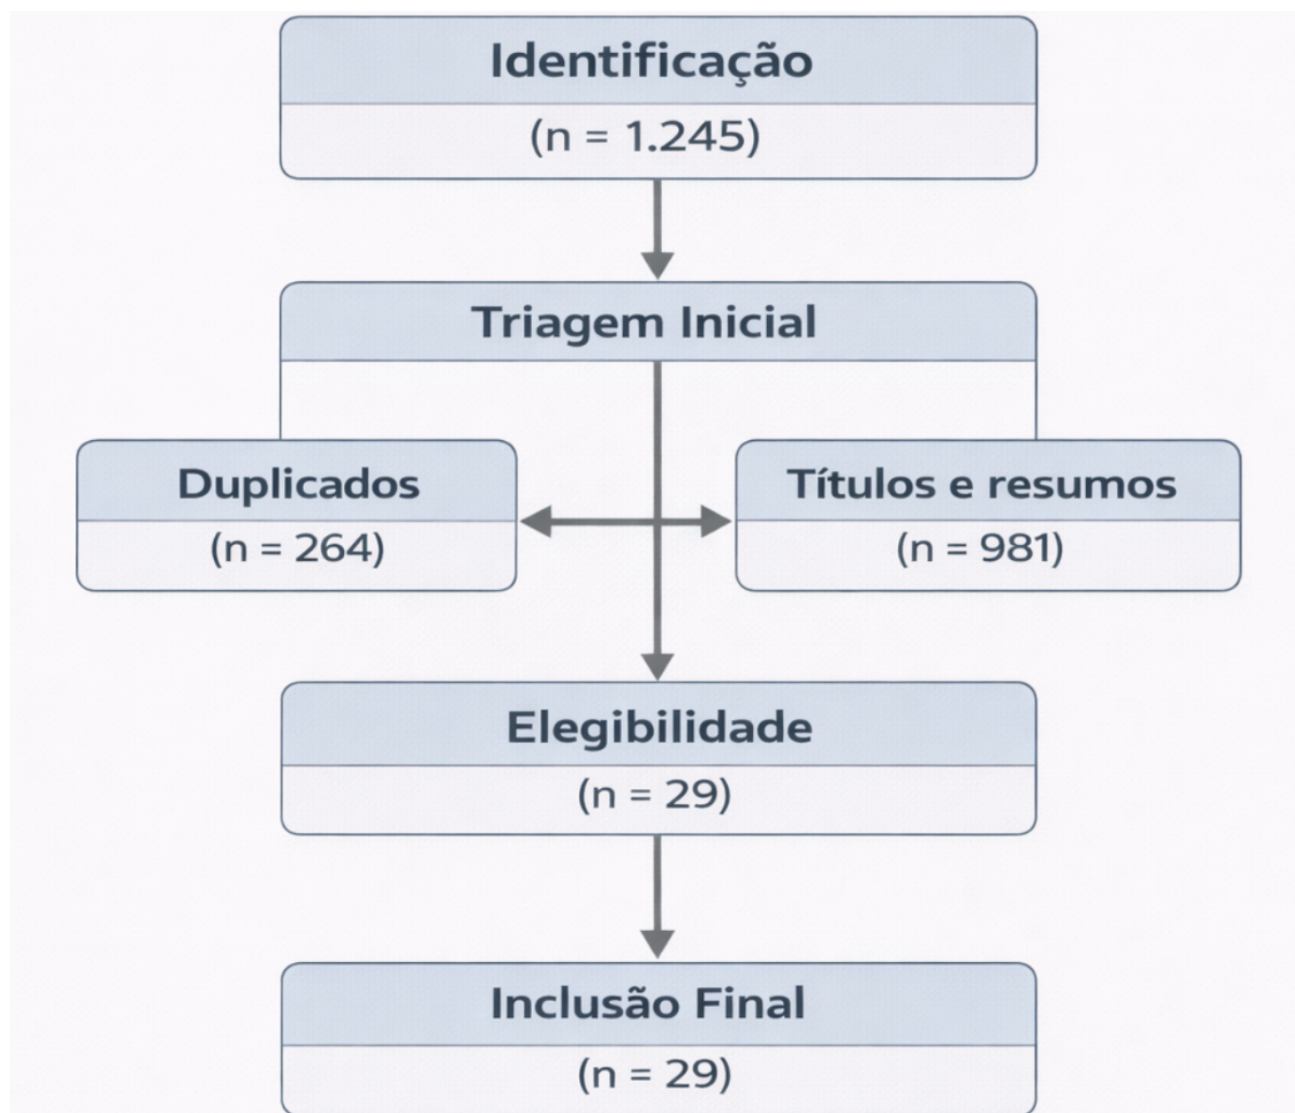 Identificação
(n = 1.245)
Triagem Inicial
Duplicados
(n = 264)
Títulos e resumos
(n = 981)
Elegibilidade
(n = 29)
Inclusão Final
(n = 29)